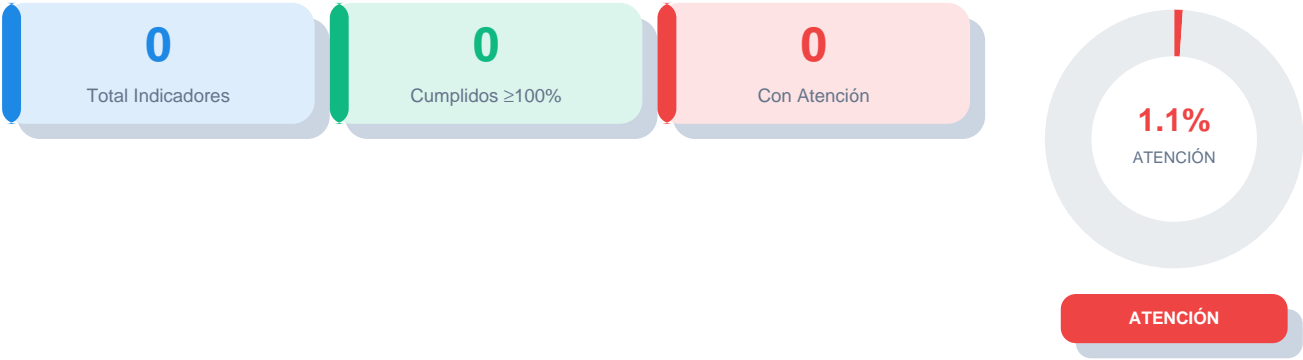 0
Total Indicadores
0
Cumplidos ≥100%
0
Con Atención
1.1%
ATENCIÓN
ATENCIÓN